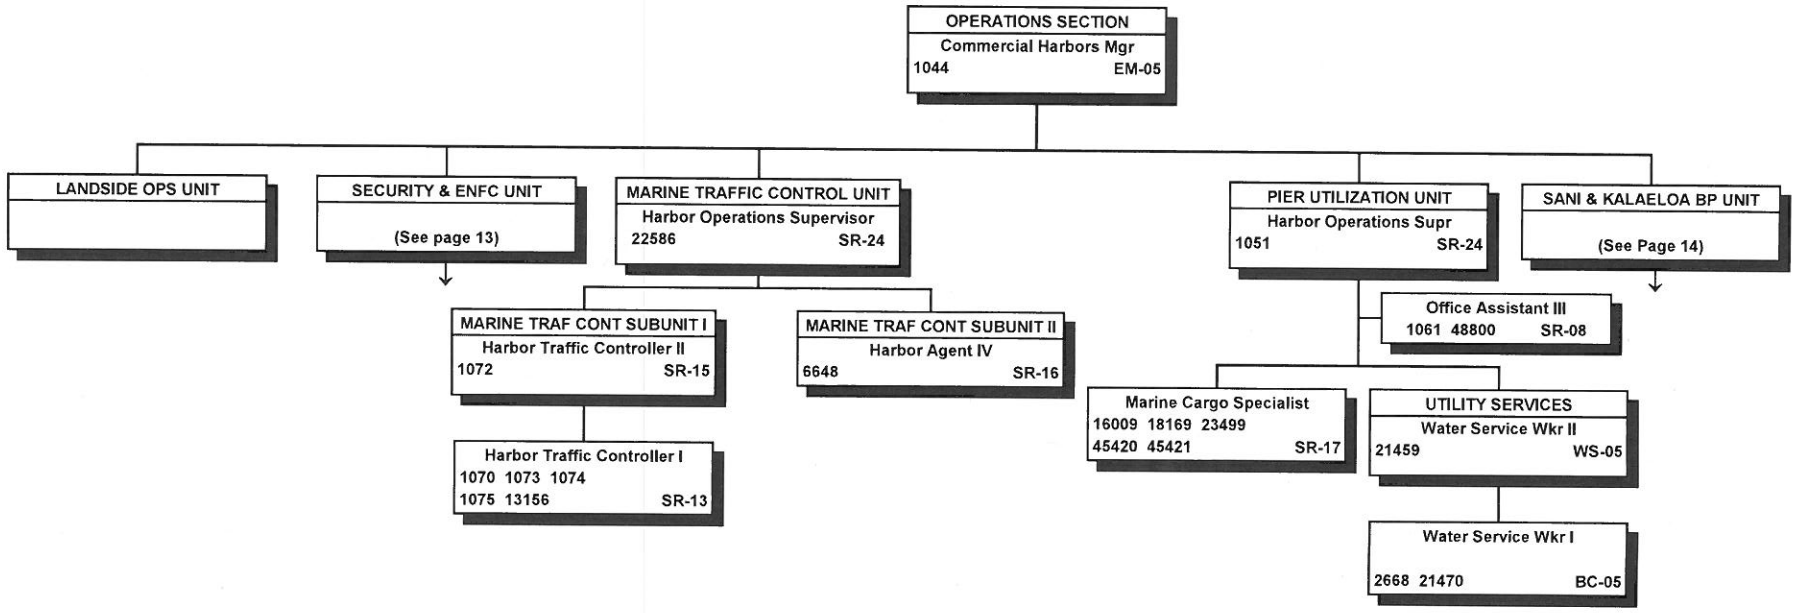 OPERATIONS SECTION
Commercial Harbors Mgr
1044 EM-05
LANDSIDE OPS UNIT
SECURITY & ENFC UNIT
(See page 13)
MARINE TRAFFIC CONTROL UNIT
Harbor Operations Supervisor
22586 SR-24
PIER UTILIZATION UNIT
Harbor Operations Supr
1051 SR-24
SANI & KALAELOA BP UNIT
(See Page 14)
MARINE TRAF CONT SUBUNIT I
Harbor Traffic Controller II
1072 SR-15
MARINE TRAF CONT SUBUNIT II
Harbor Agent IV
6648 SR-16
Office Assistant III
1061 48800 SR-08
Harbor Traffic Controller I
1070 1073 1074
1075 13156 SR-13
Marine Cargo Specialist
16009 18169 23499
45420 45421 SR-17
UTILITY SERVICES
Water Service Wkr II
21459 WS-05
Water Service Wkr I
2668 21470 BC-05